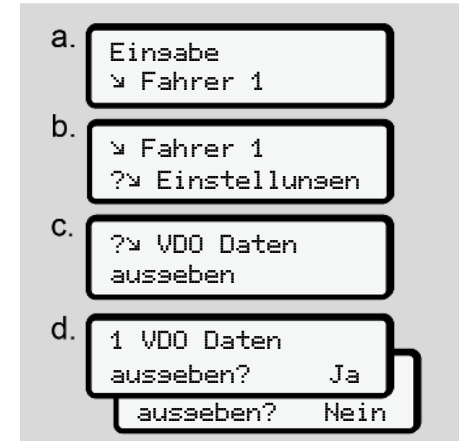 a.
Eingabe
↘ Fahrer 1
b.
↘ Fahrer 1
?↘ Einstellungen
c.
?↘ VDO Daten
ausgeben
d.
1 VDO Daten
ausgeben? Ja
ausgeben? Nein